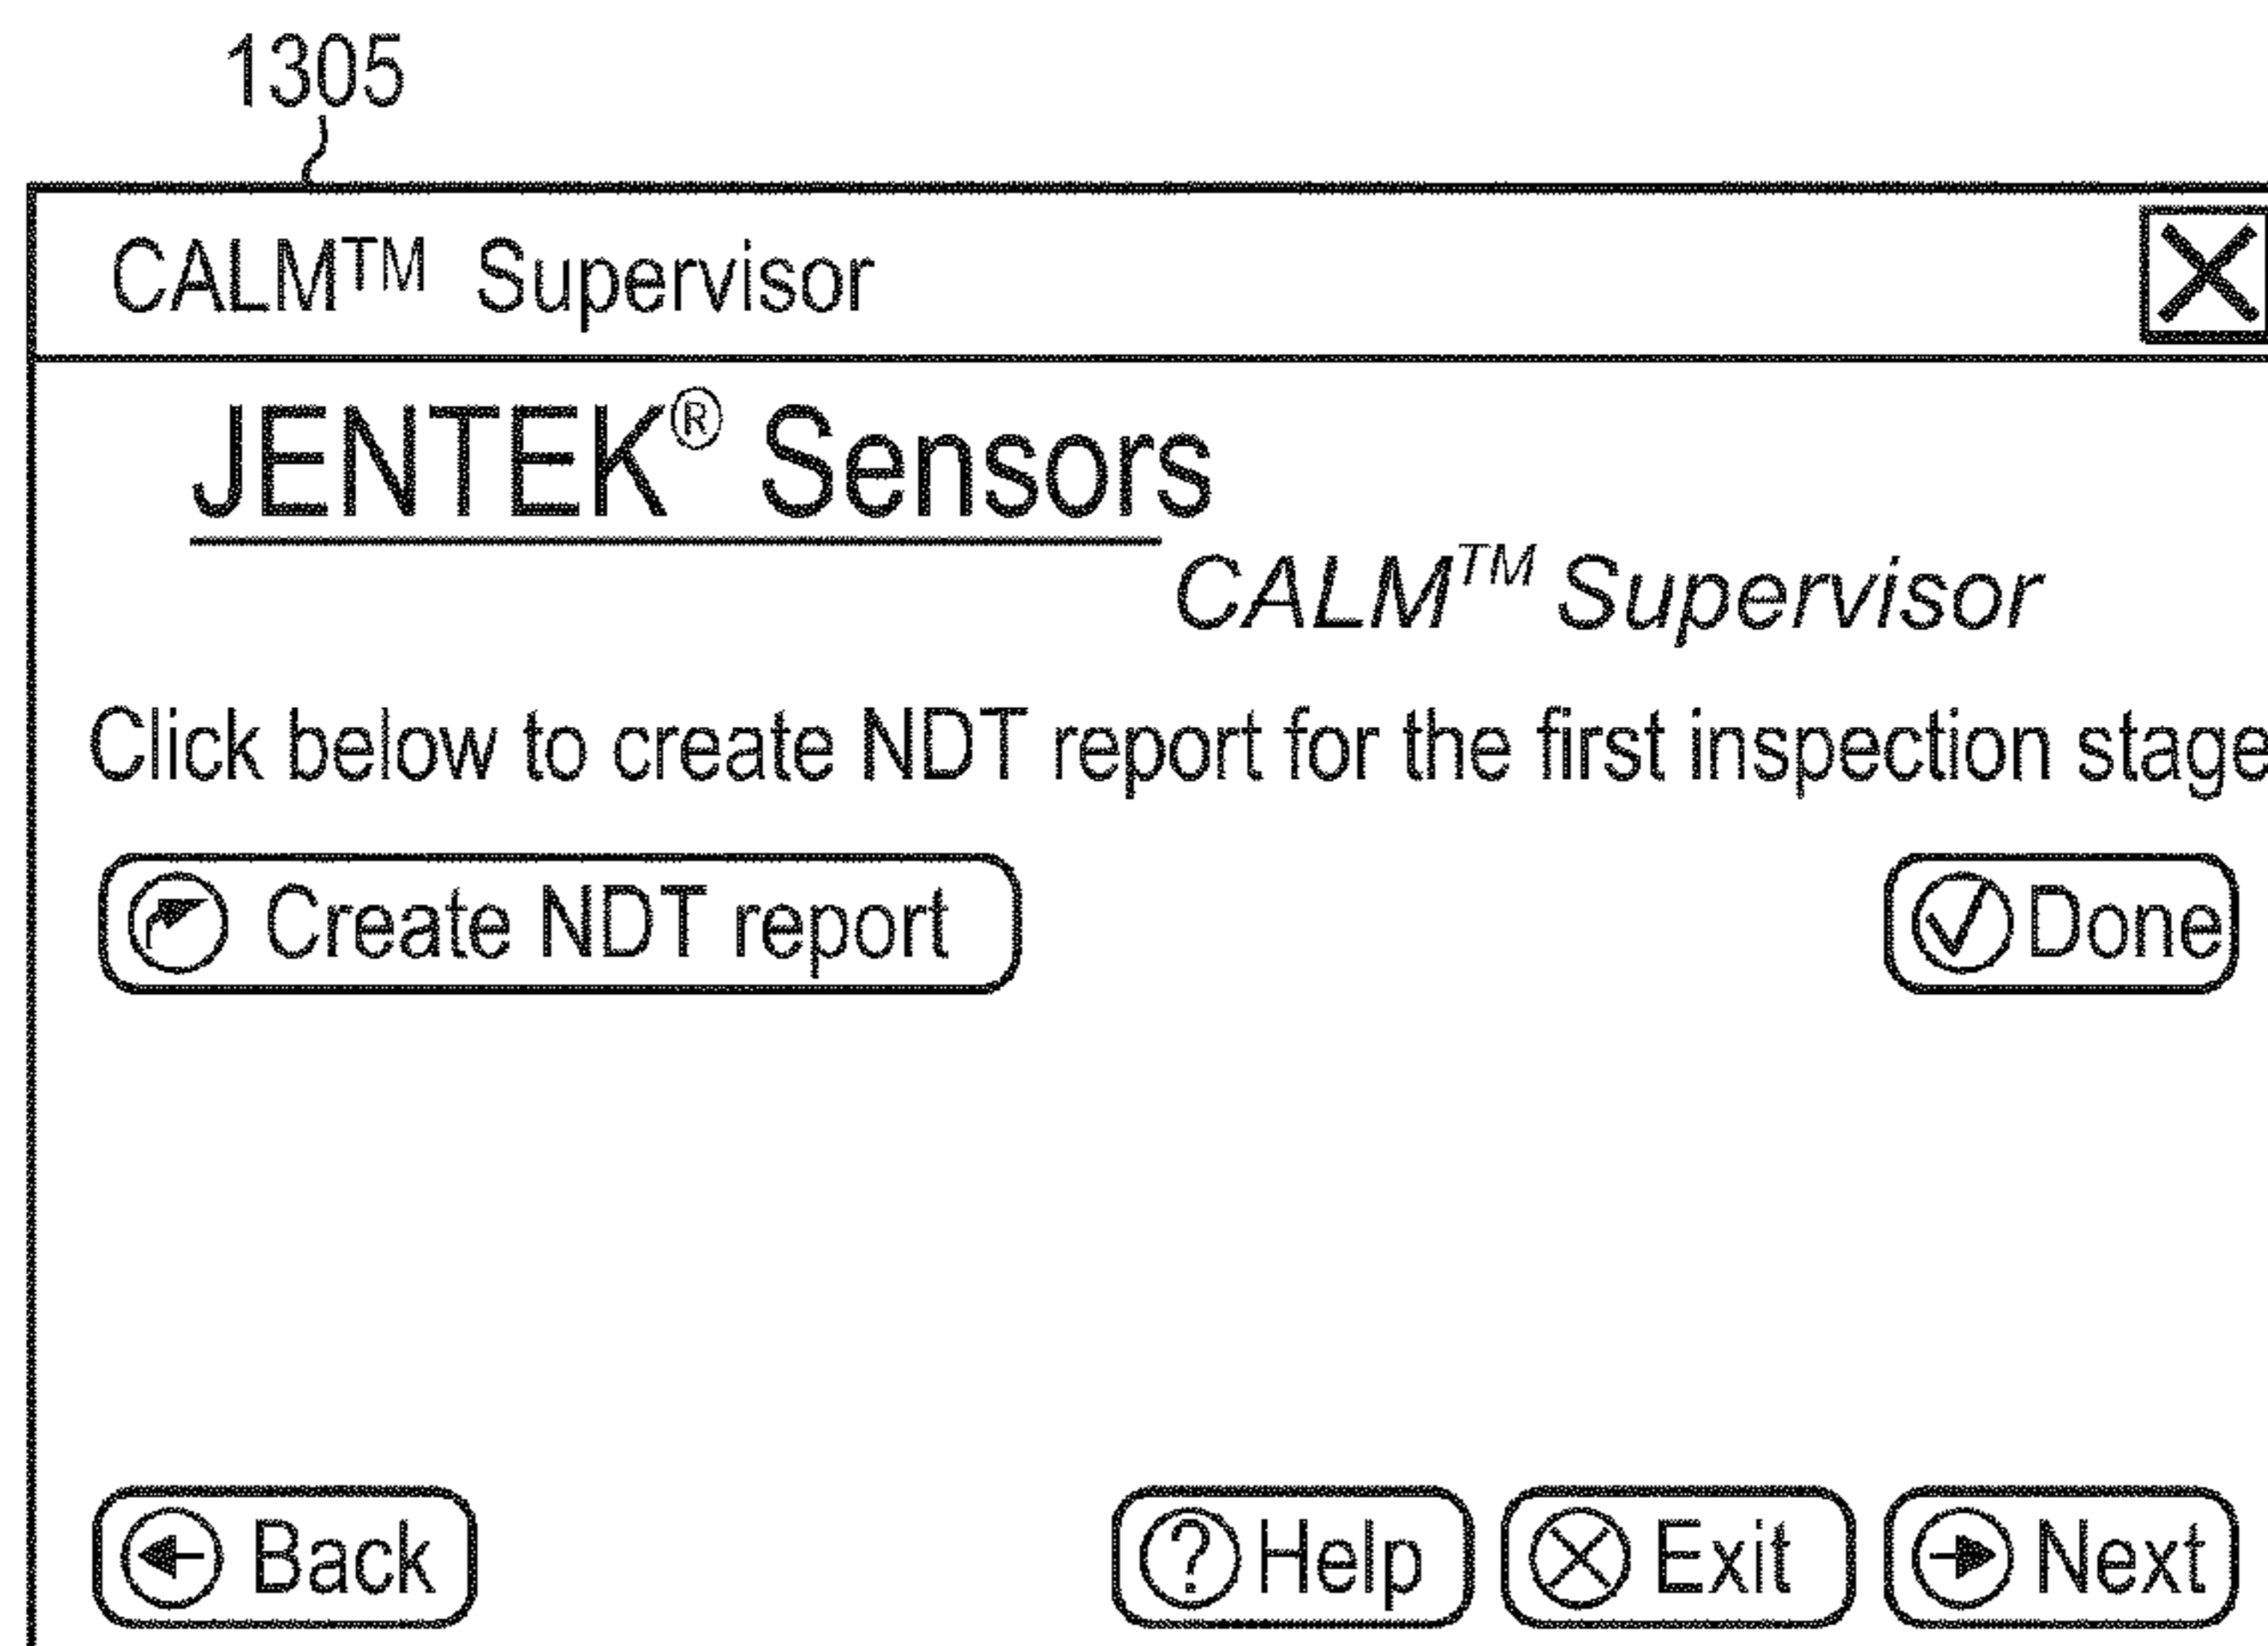 1305
CALM™ Supervisor
JENTEK® Sensors
CALM™ Supervisor
Click below to create NDT report for the first inspection stage
Create NDT report Done
Back ? Help Exit Next